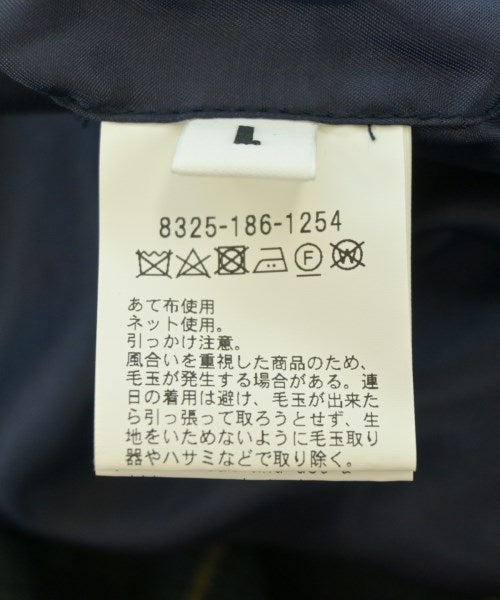 L
8325-186-1254
F
W
あて布使用
ネット使用。
引っかけ注意。
風合いを重視した商品のため、
毛玉が発生する場合がある。連
日の着用は避け、毛玉が出来た
ら引っ張って取ろうとせず、生
地をいためないように毛玉取り
器やハサミなどで取り除く。